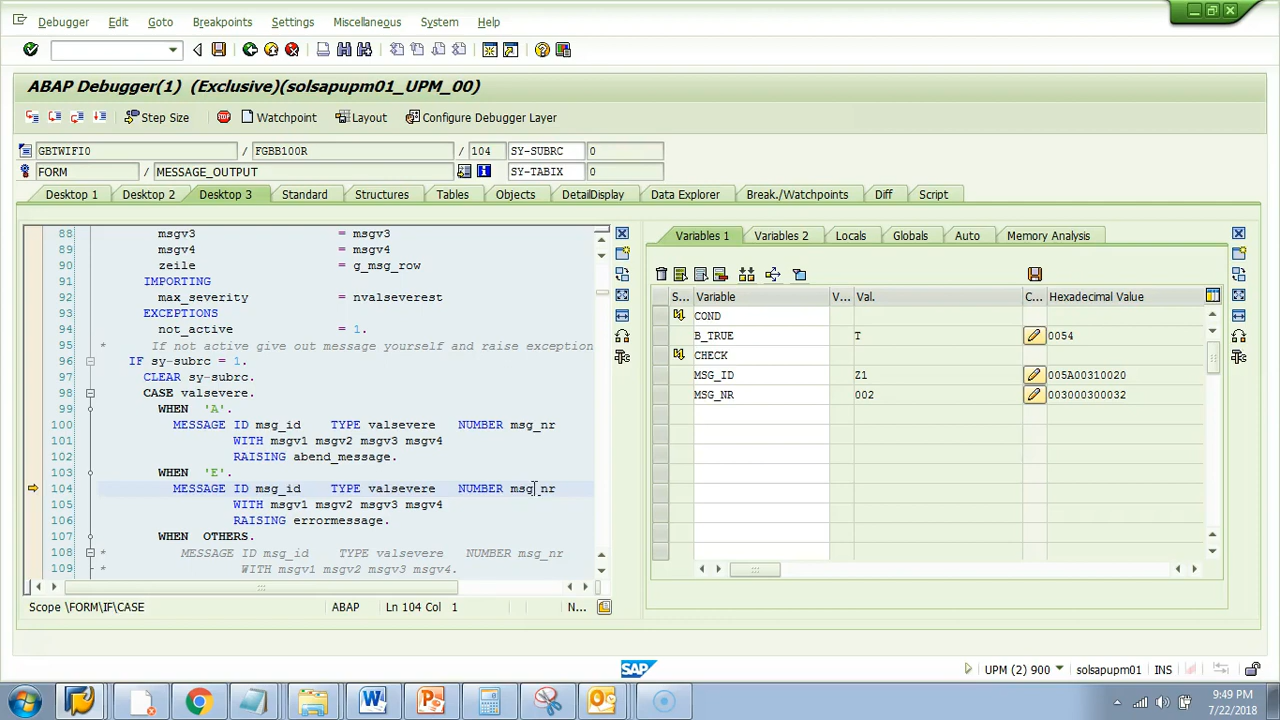 Debugger Edit Goto Breakpoints Settings Miscellaneous System Help
ABAP Debugger(1) (Exclusive)(solsapupm01_UPM_00)
Step Size Watchpoint Layout Configure Debugger Layer
GBTWIFI0 / FGBB100R / 104 SY-SUBRC 0
FORM / MESSAGE_OUTPUT SY-TABIX 0
Desktop 1 Desktop 2 Desktop 3 Standard Structures Tables Objects DetailDisplay Data Explorer Break./Watchpoints Diff Script
88 msgv3 = msgv3
89 msgv4 = msgv4
90 zeile = g_msg_row
91 IMPORTING
92 max_severity = nvalseverest
93 EXCEPTIONS
94 not_active = 1.
95 * If not active give out message yourself and raise exception
96 IF sy-subrc = 1.
97 CLEAR sy-subrc.
98 CASE valsevere.
99 WHEN 'A'.
100 MESSAGE ID msg_id TYPE valsevere NUMBER msg_nr
101 WITH msgv1 msgv2 msgv3 msgv4
102 RAISING abend_message.
103 WHEN 'E'.
104 MESSAGE ID msg_id TYPE valsevere NUMBER msg_nr
105 WITH msgv1 msgv2 msgv3 msgv4
106 RAISING errormessage.
107 WHEN OTHERS.
108 * MESSAGE ID msg_id TYPE valsevere NUMBER msg_nr
109 * WITH msgv1 msgv2 msgv3 msgv4.
Scope \FORM\IF\CASE ABAP Ln 104 Col 1 N...
Variables 1 Variables 2 Locals Globals Auto Memory Analysis
S... Variable V... Val. C... Hexadecimal Value
COND
B_TRUE T 0054
CHECK
MSG_ID Z1 005A00310020
MSG_NR 002 003000300032
SAP UPM (2) 900 solsapupm01 INS
9:49 PM
7/22/2018